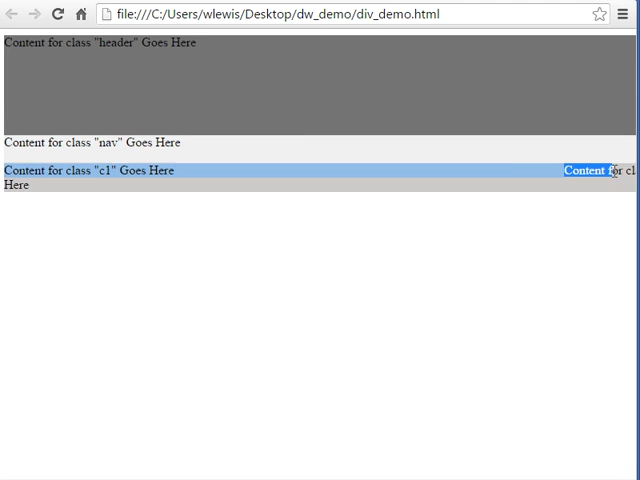 file:///C:/Users/wlewis/Desktop/dw_demo/div_demo.html
Content for class "header" Goes Here
Content for class "nav" Goes Here
Content for class "c1" Goes Here Content for cl
Here